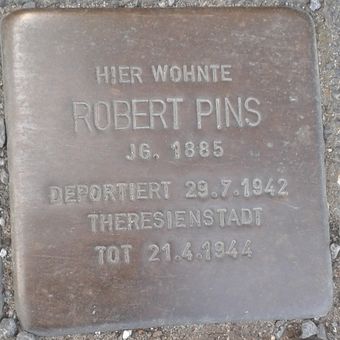 HIER WOHNTE
ROBERT PINS
JG. 1885
DEPORTIERT 29.7.1942
THERESIENSTADT
TOT 21.4.1944